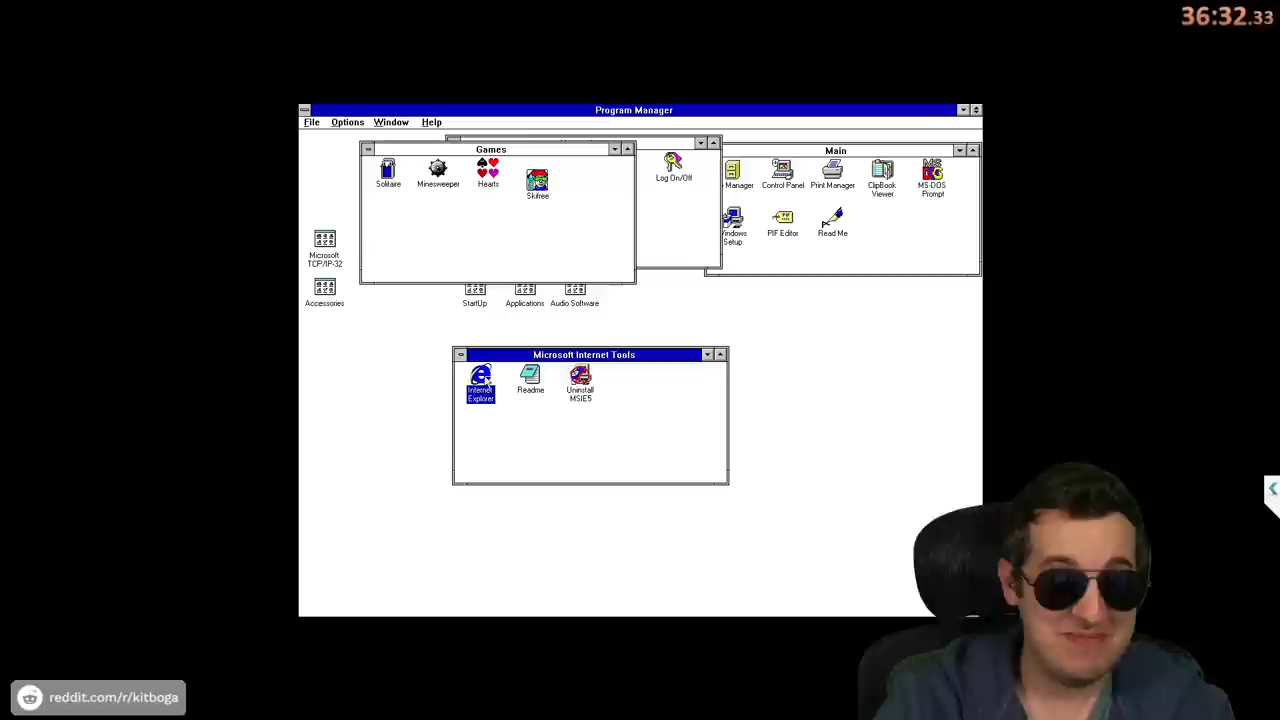 36:32.33
Program Manager
File Options Window Help
Games
Solitaire Minesweeper Hearts Skifree
Log On/Off
Main
Manager Control Panel Print Manager ClipBook Viewer MS-DOS Prompt
Setup PIF Editor Read Me
Microsoft TCP/IP-32
Accessories StartUp Applications Audio Software
Microsoft Internet Tools
Internet Explorer Readme Uninstall MSIE5
reddit.com/r/kitboga